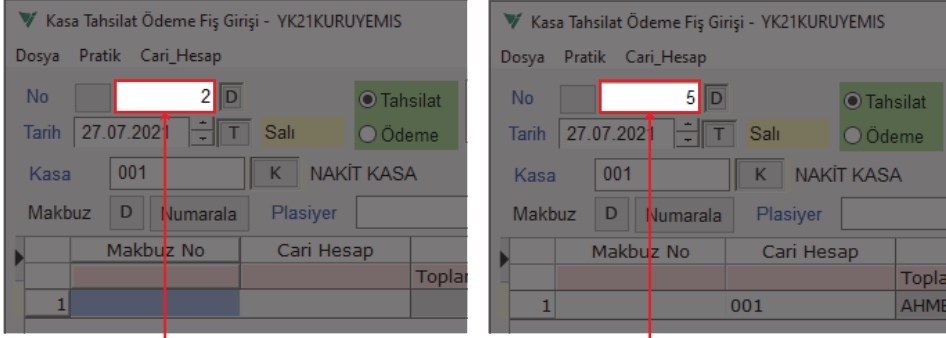 Kasa Tahsilat Ödeme Fiş Girişi - YK21KURUYEMIS
Dosya Pratik Cari_Hesap
No 2 D Tahsilat
Tarih 27.07.2021 T Salı Ödeme
Kasa 001 K NAKİT KASA
Makbuz D Numarala Plasiyer
Makbuz No Cari Hesap
Toplar
1
Kasa Tahsilat Ödeme Fiş Girişi - YK21KURUYEMIS
Dosya Pratik Cari_Hesap
No 5 D Tahsilat
Tarih 27.07.2021 T Salı Ödeme
Kasa 001 K NAKİT KASA
Makbuz D Numarala Plasiyer
Makbuz No Cari Hesap
Topla
1 001 AHME